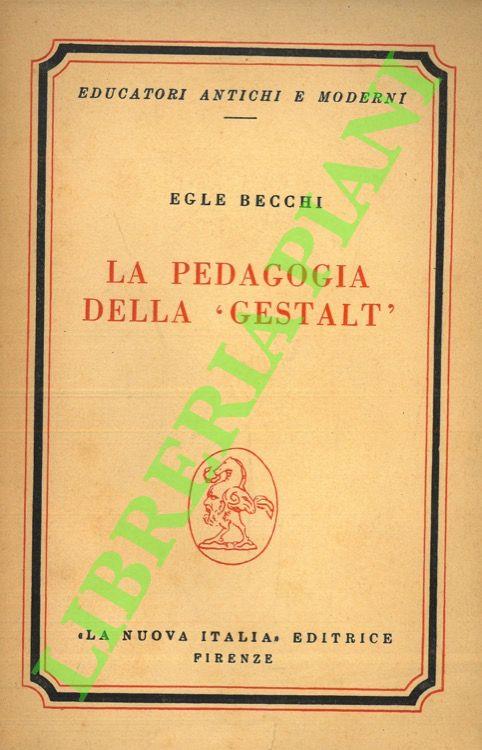 EDUCATORI ANTICHI E MODERNI
EGLE BECCHI
LA PEDAGOGIA
DELLA ‘GESTALT’
«LA NUOVA ITALIA» EDITRICE
FIRENZE
LIBRERIA PIANI